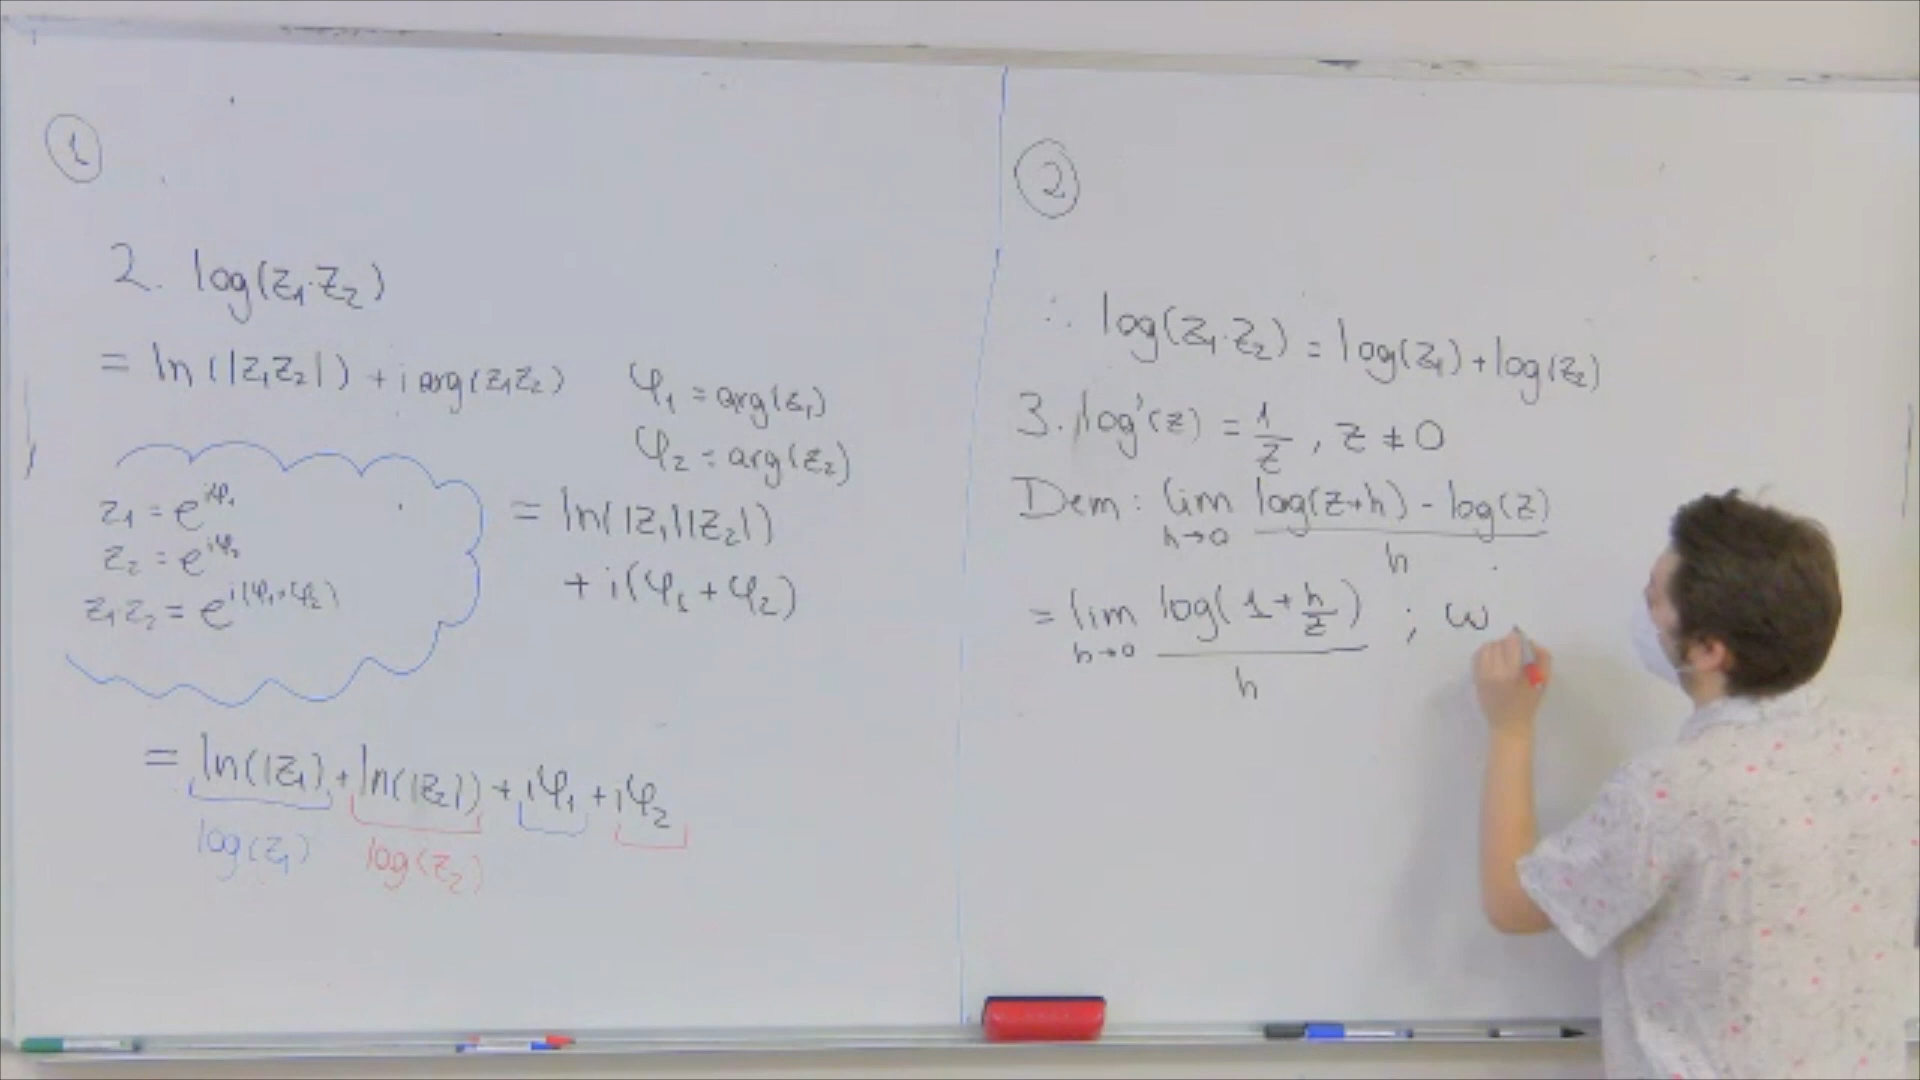 1
2. log(z₁·z₂)
= ln(|z₁z₂|) + i arg(z₁z₂)
φ₁ = arg(z₁)
φ₂ = arg(z₂)
z₁ = e^{iφ₁}
z₂ = e^{iφ₂}
z₁z₂ = e^{i(φ₁+φ₂)}
= ln(|z₁||z₂|)
+ i(φ₁ + φ₂)
= ln(|z₁) + ln(|z₂|) + iφ₁ + iφ₂
log(z₁) log(z₂)
2
∴ log(z₁·z₂) = log(z₁) + log(z₂)
3. log'(z) = 1/z , z ≠ 0
Dem: lim_{h→0} (log(z+h) - log(z))/h
= lim_{h→0} log(1 + h/z)/h ; ω